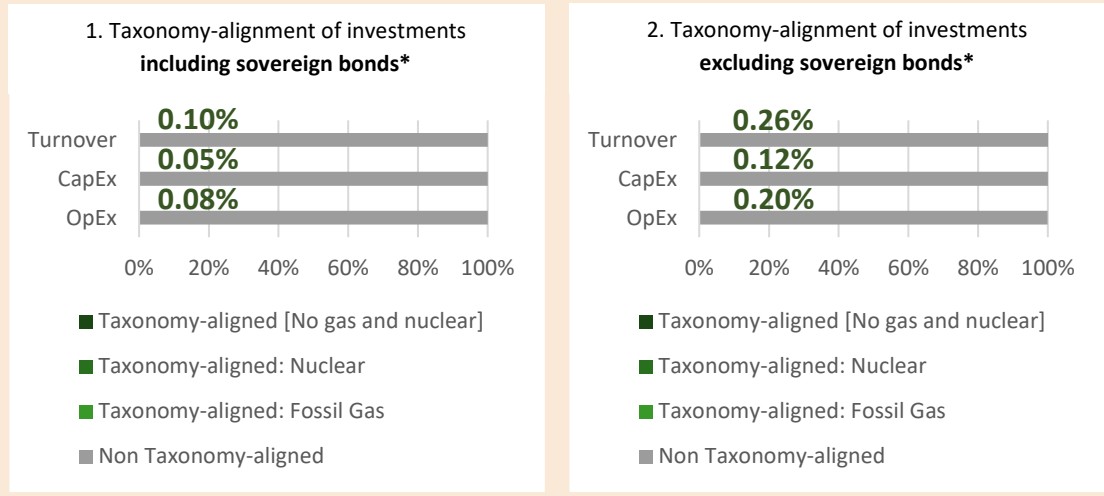 1. Taxonomy-alignment of investments
including sovereign bonds*
0.10%
Turnover
0.05%
CapEx
0.08%
OpEx
0% 20% 40% 60% 80% 100%
Taxonomy-aligned [No gas and nuclear]
Taxonomy-aligned: Nuclear
Taxonomy-aligned: Fossil Gas
Non Taxonomy-aligned
2. Taxonomy-alignment of investments
excluding sovereign bonds*
0.26%
Turnover
0.12%
CapEx
0.20%
OpEx
0% 20% 40% 60% 80% 100%
Taxonomy-aligned [No gas and nuclear]
Taxonomy-aligned: Nuclear
Taxonomy-aligned: Fossil Gas
Non Taxonomy-aligned